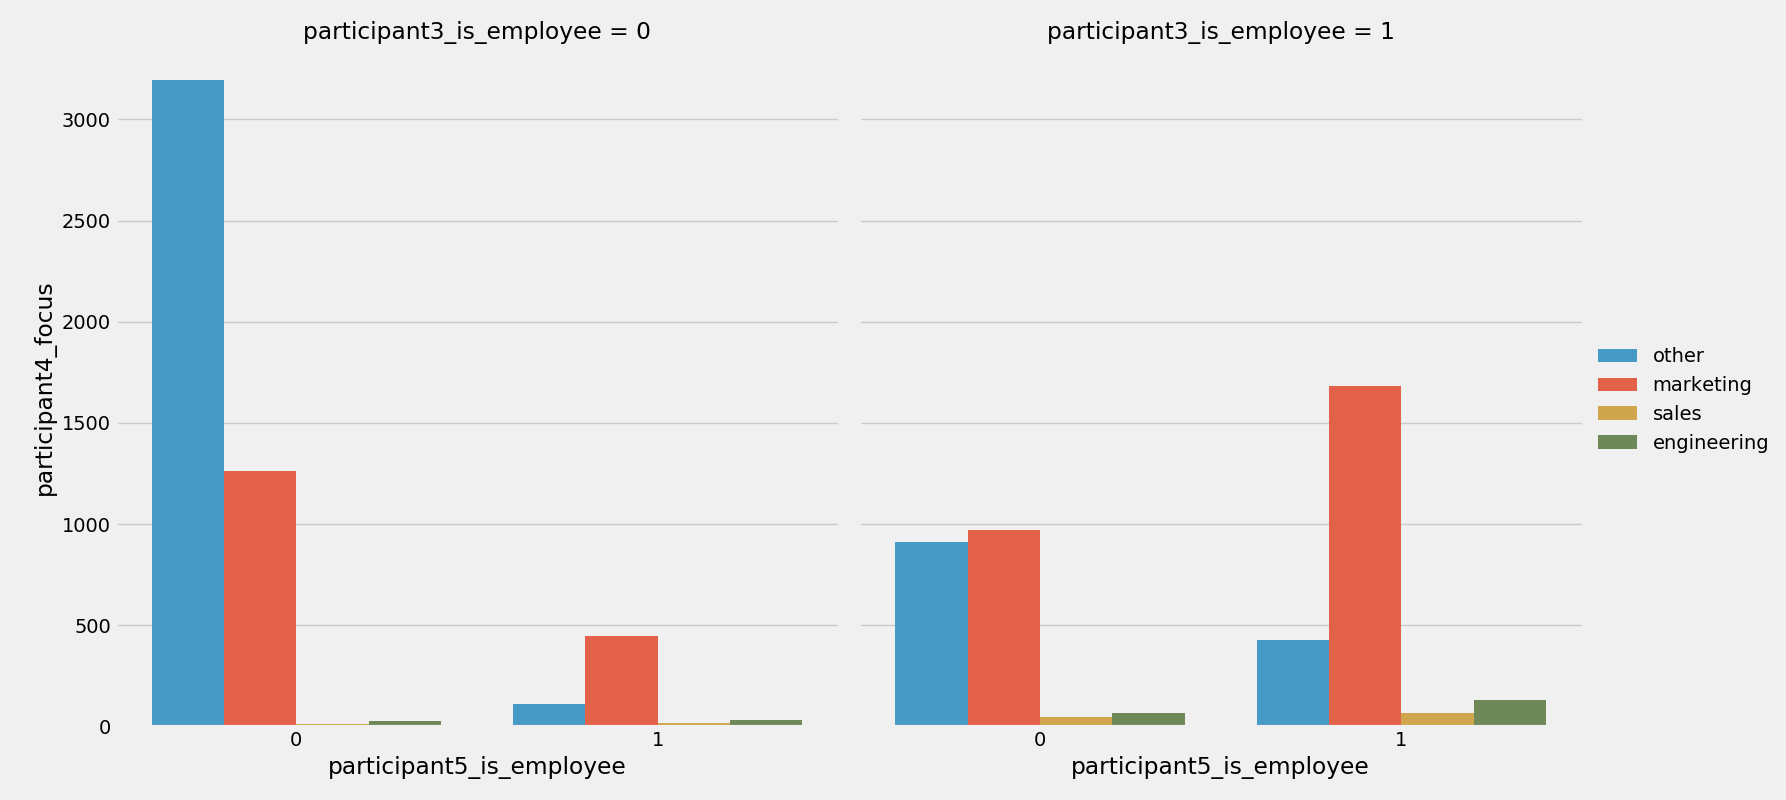 participant3_is_employee = 0
participant3_is_employee = 1
participant4_focus
3000
2500
2000
1500
1000
500
0
0
1
0
1
participant5_is_employee
participant5_is_employee
other
marketing
sales
engineering